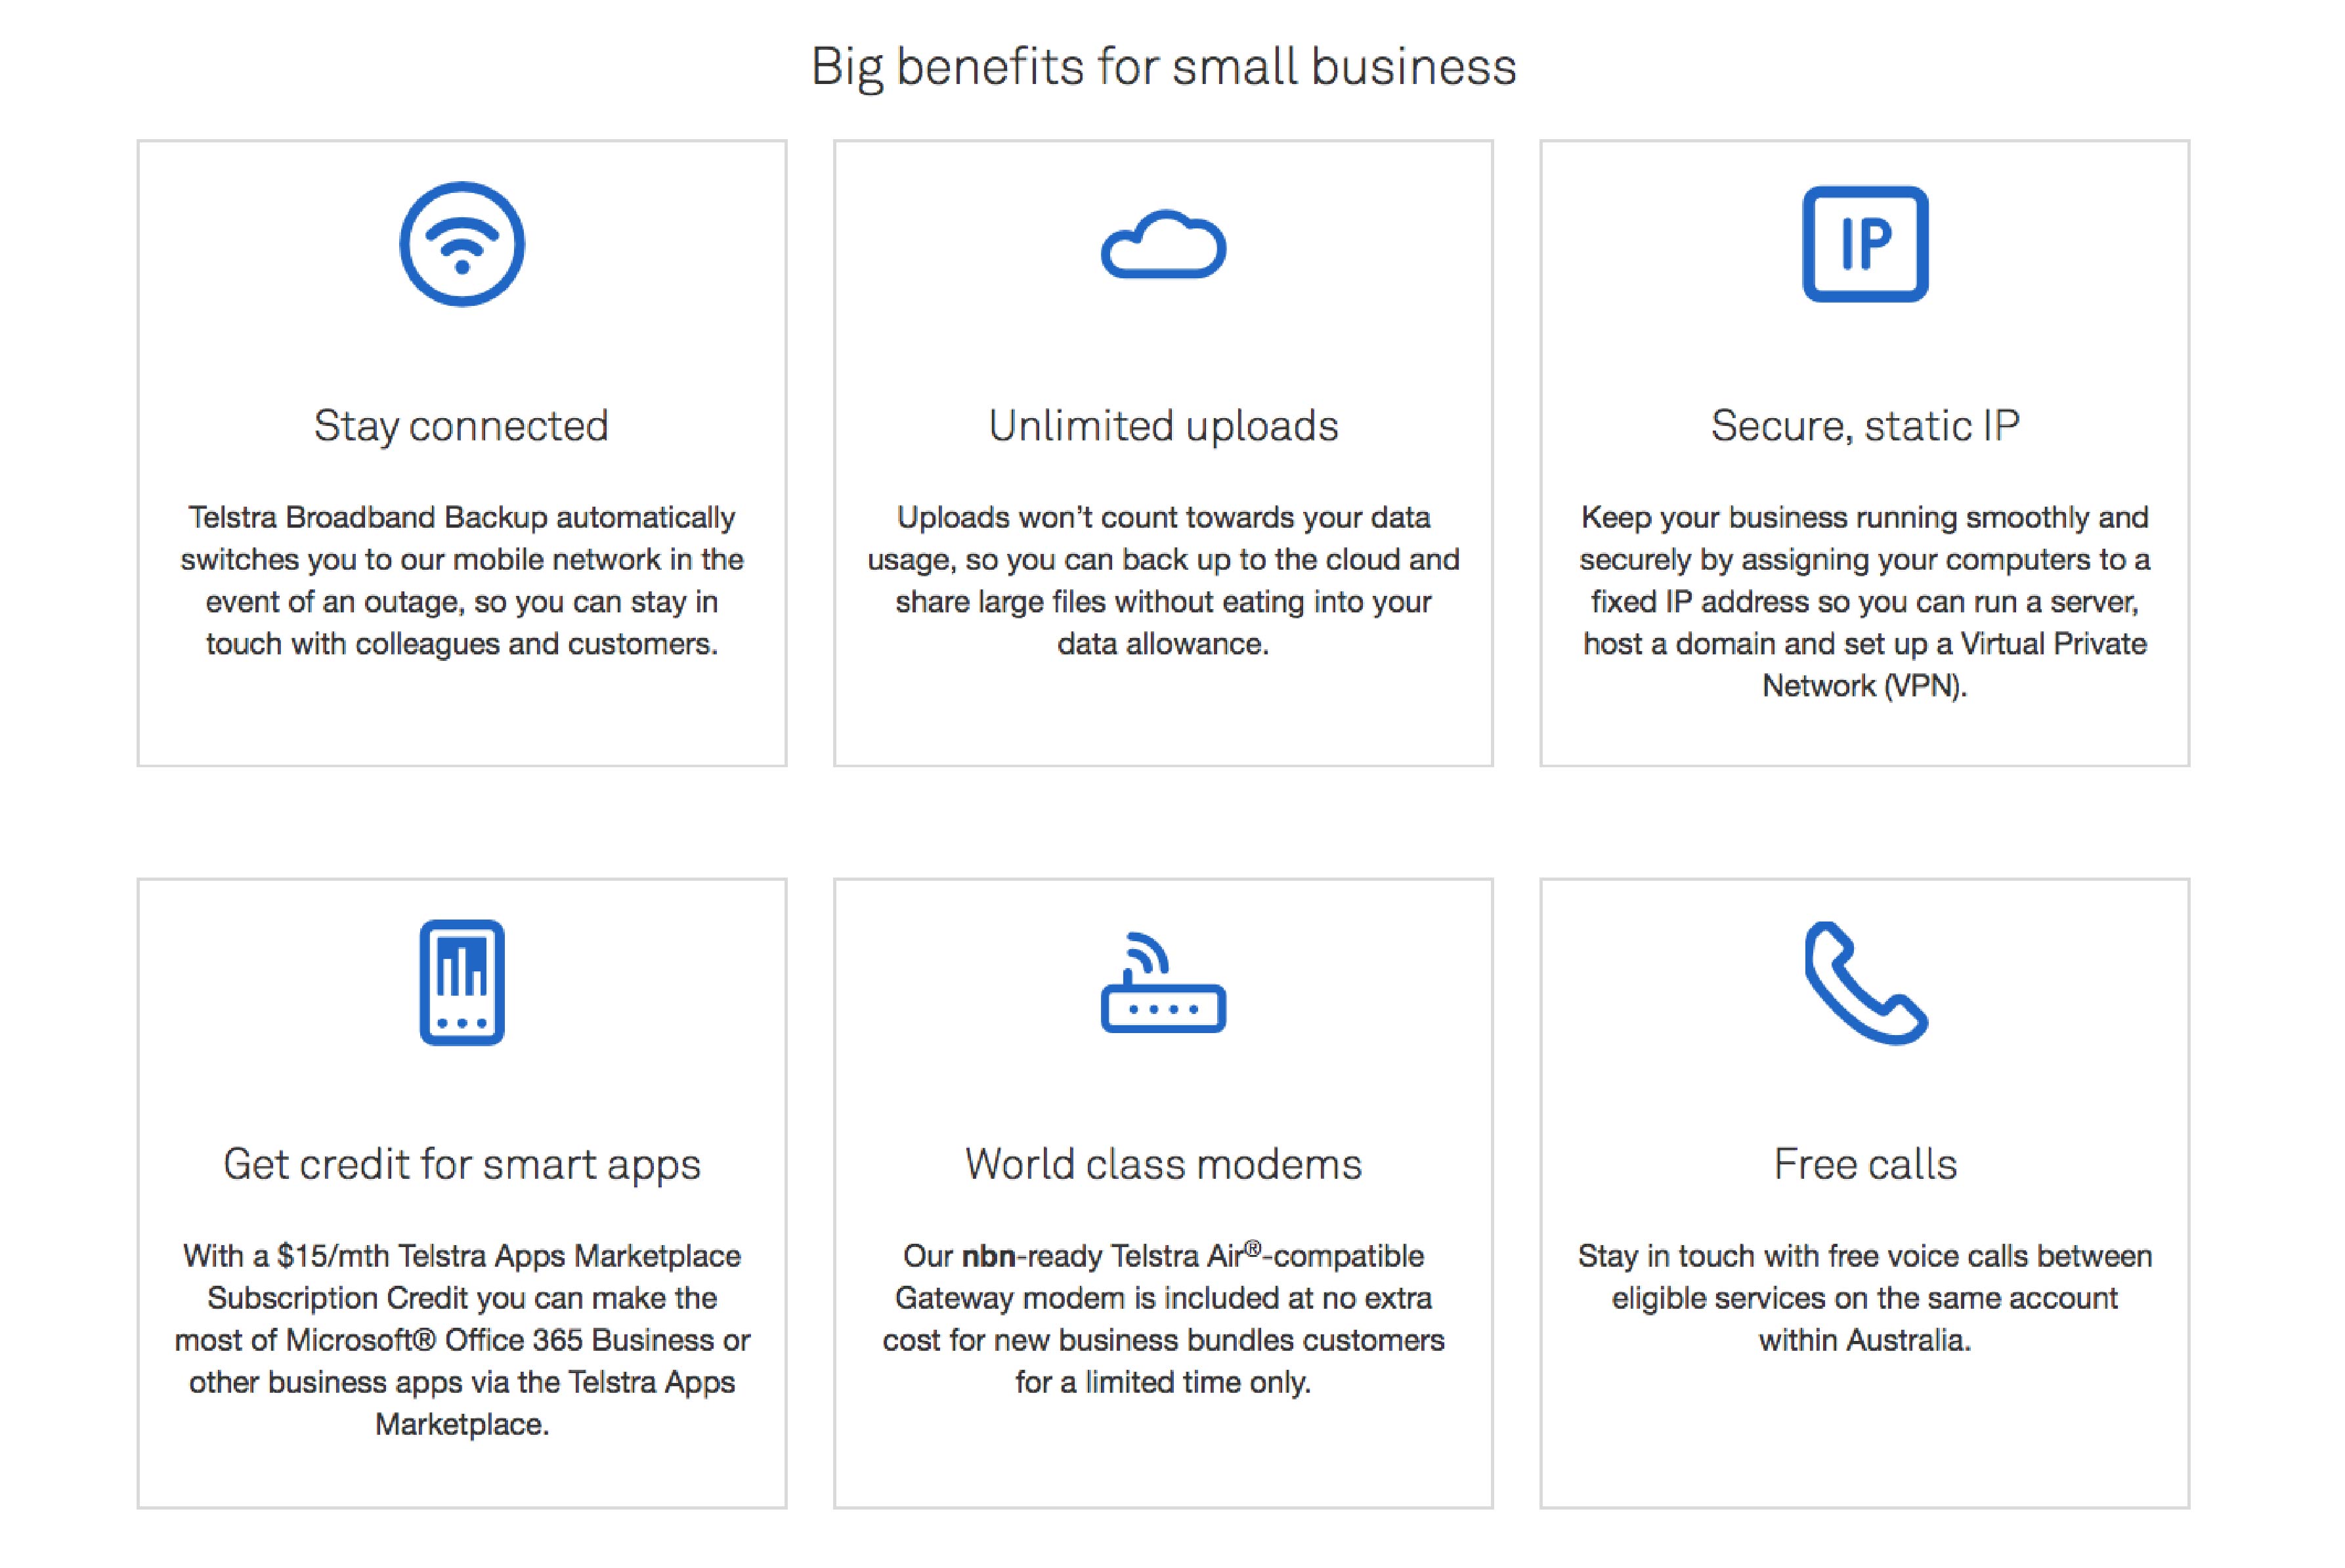 Big benefits for small business
IP
Stay connected
Telstra Broadband Backup automatically
switches you to our mobile network in the
event of an outage, so you can stay in
touch with colleagues and customers.
Unlimited uploads
Uploads won’t count towards your data
usage, so you can back up to the cloud and
share large files without eating into your
data allowance.
Secure, static IP
Keep your business running smoothly and
securely by assigning your computers to a
fixed IP address so you can run a server,
host a domain and set up a Virtual Private
Network (VPN).
Get credit for smart apps
With a $15/mth Telstra Apps Marketplace
Subscription Credit you can make the
most of Microsoft® Office 365 Business or
other business apps via the Telstra Apps
Marketplace.
World class modems
Our nbn-ready Telstra Air®-compatible
Gateway modem is included at no extra
cost for new business bundles customers
for a limited time only.
Free calls
Stay in touch with free voice calls between
eligible services on the same account
within Australia.